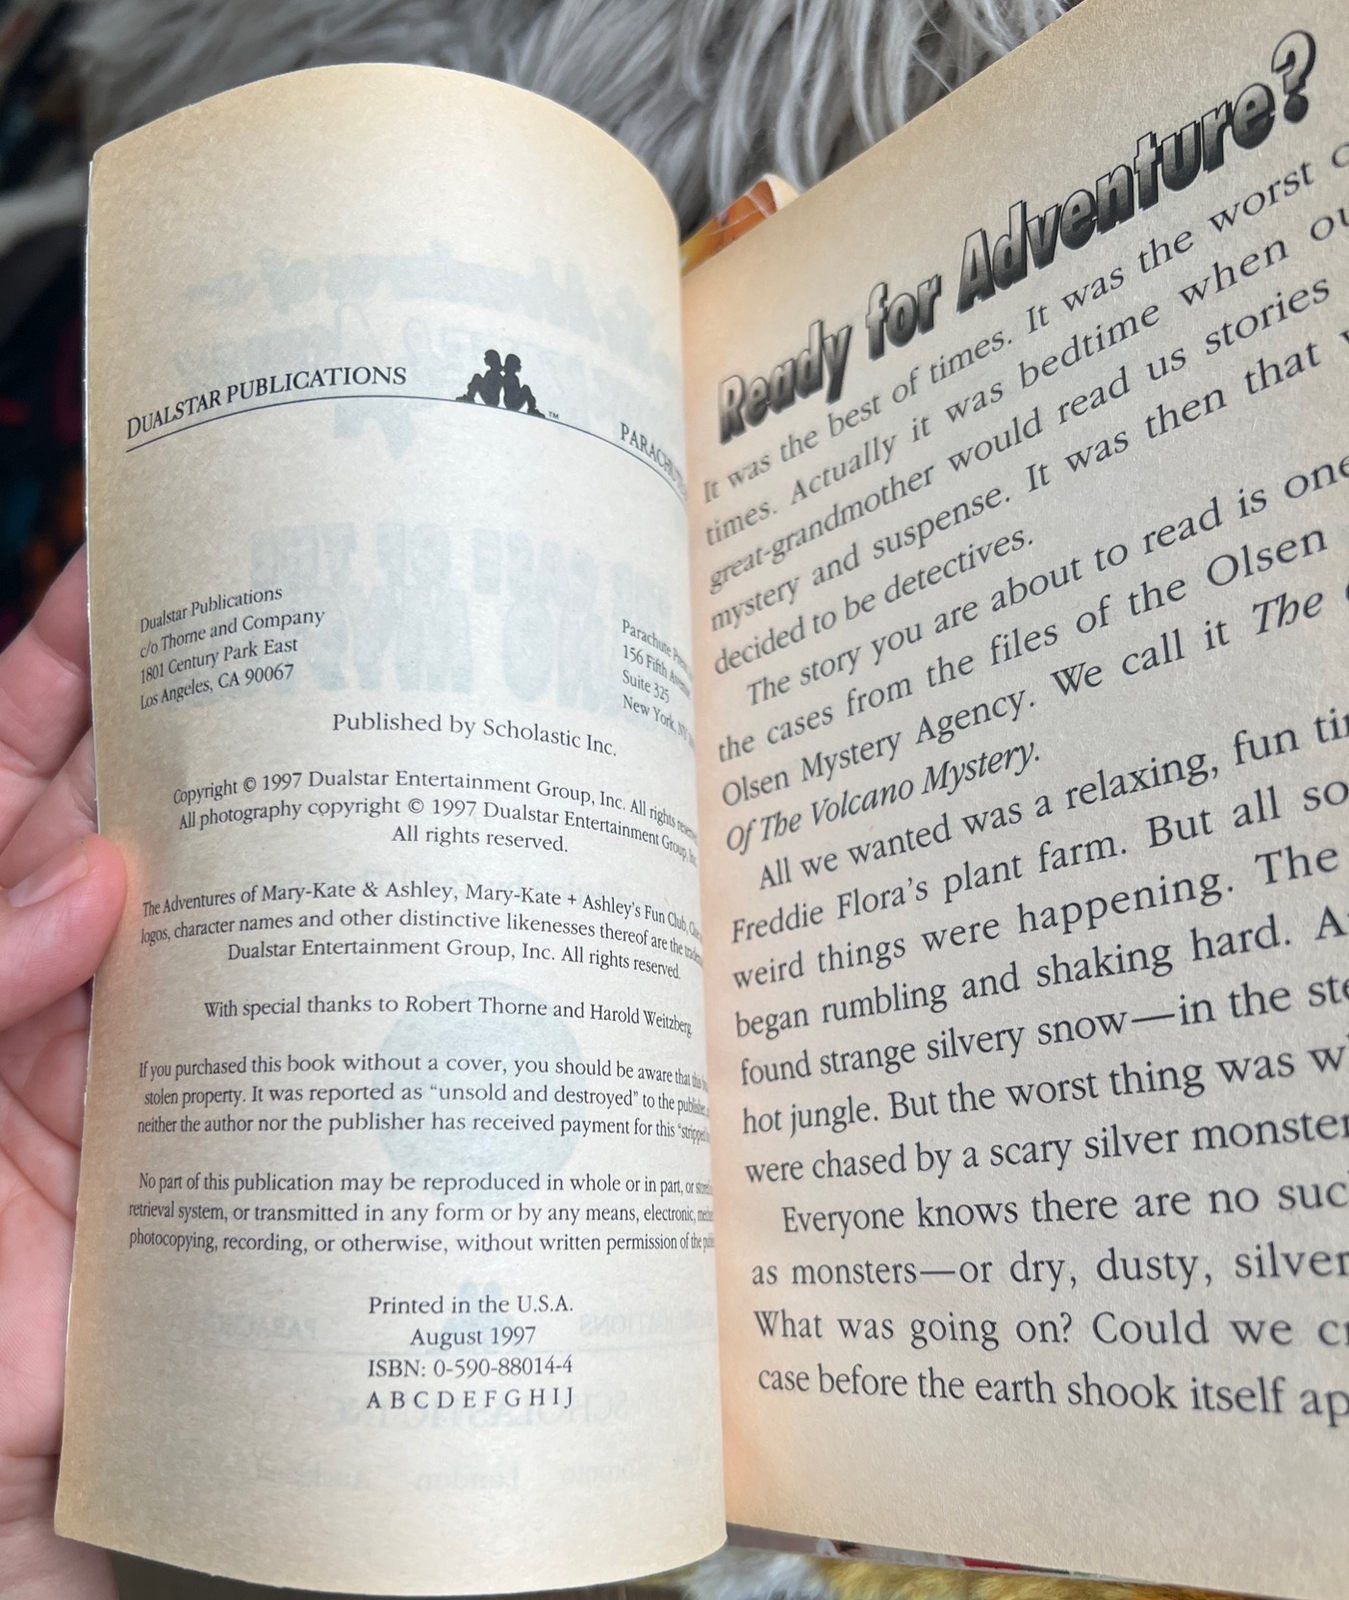 DUALSTAR PUBLICATIONS
Dualstar Publications
c/o Thorne and Company
1801 Century Park East
Los Angeles, CA 90067
Parachute
156 Fifth Avenue
Suite 325
New York, NY
Published by Scholastic Inc.
Copyright © 1997 Dualstar Entertainment Group, Inc. All rights
All photography copyright © 1997 Dualstar Entertainment Group, Inc.
All rights reserved.
The Adventures of Mary-Kate & Ashley, Mary-Kate + Ashley's Fun Club,
logos, character names and other distinctive likenesses thereof are the
Dualstar Entertainment Group, Inc. All rights reserved.
With special thanks to Robert Thorne and Harold Weitzberg
If you purchased this book without a cover, you should be aware that
stolen property. It was reported as "unsold and destroyed" to the
neither the author nor the publisher has received payment for this
No part of this publication may be reproduced in whole or in part, or
retrieval system, or transmitted in any form or by any means, electronic,
photocopying, recording, or otherwise, without written permission of the
Printed in the U.S.A.
August 1997
ISBN: 0-590-88014-4
A B C D E F G H I J
Ready for Adventure?
It was the best of times. It was the worst
times. Actually it was bedtime when
great-grandmother would read us stories
mystery and suspense. It was then that
decided to be detectives.
The story you are about to read is one
the cases from the files of the Olsen
Olsen Mystery Agency. We call it The
Of The Volcano Mystery.
All we wanted was a relaxing, fun
Freddie Flora's plant farm. But all
weird things were happening. The
began rumbling and shaking hard.
found strange silvery snow—in the
hot jungle. But the worst thing was
were chased by a scary silver monster
Everyone knows there are no
as monsters—or dry, dusty, silver
What was going on? Could we
case before the earth shook itself